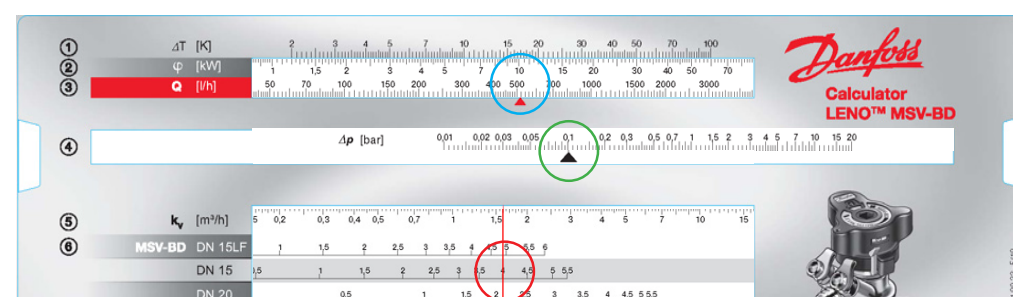 ① ΔT [K] 2 3 4 5 7 10 15 20 30 40 50 70 100
② φ [kW] 1 1,5 2 3 4 5 7 10 15 20 30 40 50 70
③ Q [l/h] 50 70 100 150 200 300 400 500 700 1000 1500 2000 3000
Danfoss
Calculator
LENO™ MSV-BD
④ Δp [bar] 0,01 0,02 0,03 0,05 0,1 0,2 0,3 0,5 0,7 1 1,5 2 3 4 5 7 10 15 20
⑤ kv [m³/h] 5 0,2 0,3 0,4 0,5 0,7 1 1,5 2 3 4 5 7 10 15
⑥ MSV-BD DN 15LF 1 1,5 2 2,5 3 3,5 4 4,5 5 5,5 6
DN 15 ,5 1 1,5 2 2,5 3 3,5 4 4,5 5 5,5
DN 20 0,5 1 1,5 2 2,5 3 3,5 4 4,5 5 5,5